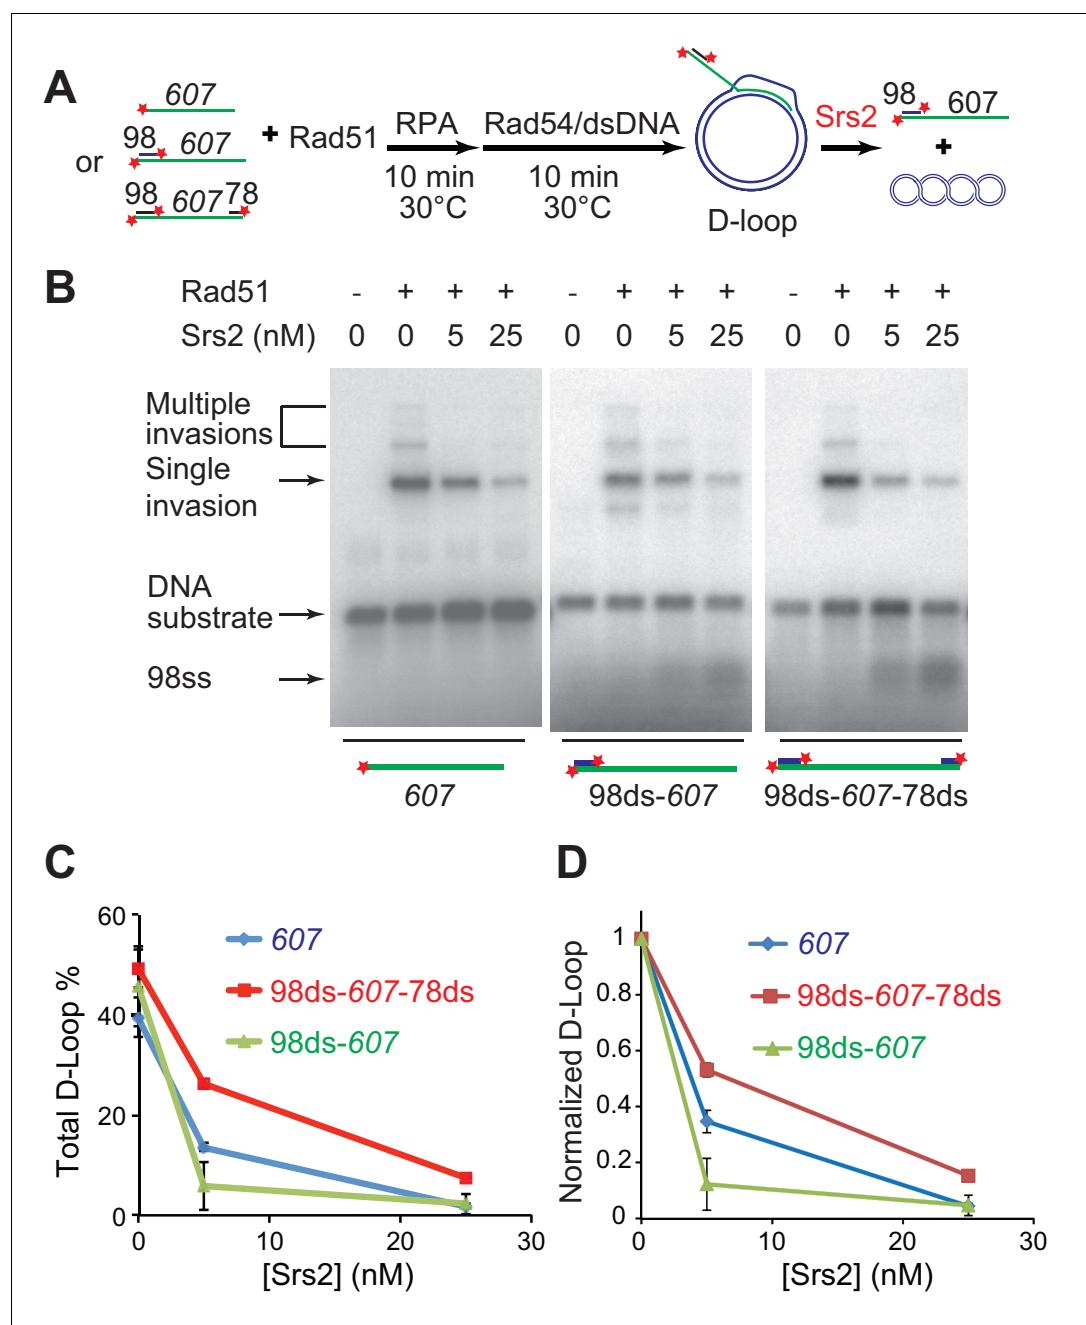 A
607
98 607
or
98 607 78
+ Rad51
RPA
10 min
30°C
Rad54/dsDNA
10 min
30°C
D-loop
Srs2
98 607
+
B
Rad51 - + + + - + + + - + + +
Srs2 (nM) 0 0 5 25 0 0 5 25 0 0 5 25
Multiple
invasions
Single
invasion
DNA
substrate
98ss
607
98ds-607
98ds-607-78ds
C
Total D-Loop %
60
40
20
0
607
98ds-607-78ds
98ds-607
0 10 20 30
[Srs2] (nM)
D
Normalized D-Loop
1
0.8
0.6
0.4
0.2
0
607
98ds-607-78ds
98ds-607
0 10 20 30
[Srs2] (nM)